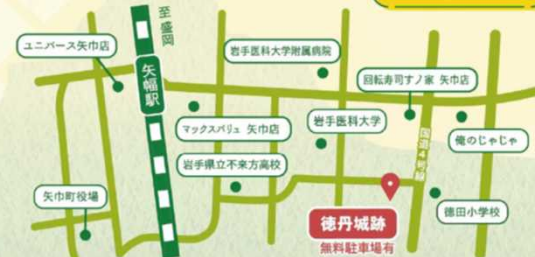 至盛岡
ユニバース矢巾店
岩手医科大学附属病院
矢幅駅
回転寿司すノ家 矢巾店
マックスバリュ 矢巾店
岩手医科大学
国道4号線
俺のじゃじゃ
岩手県立不来方高校
矢巾町役場
徳田小学校
徳丹城跡
無料駐車場有